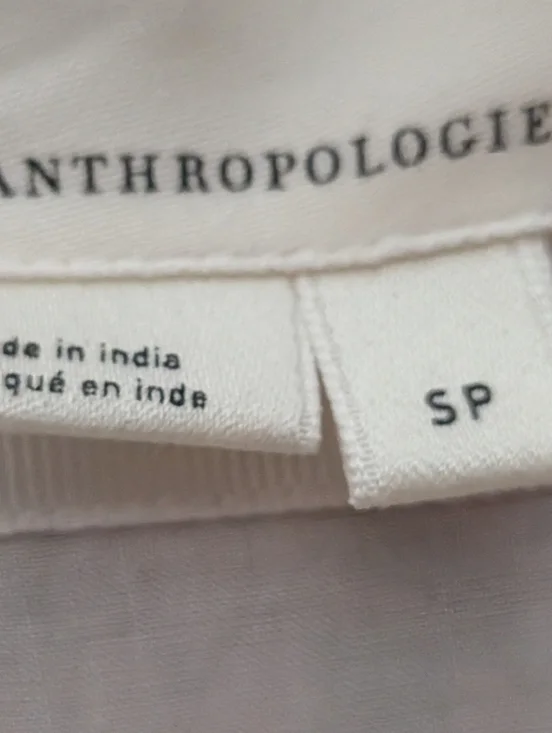 ANTHROPOLOGIE
de in india
qué en inde
SP